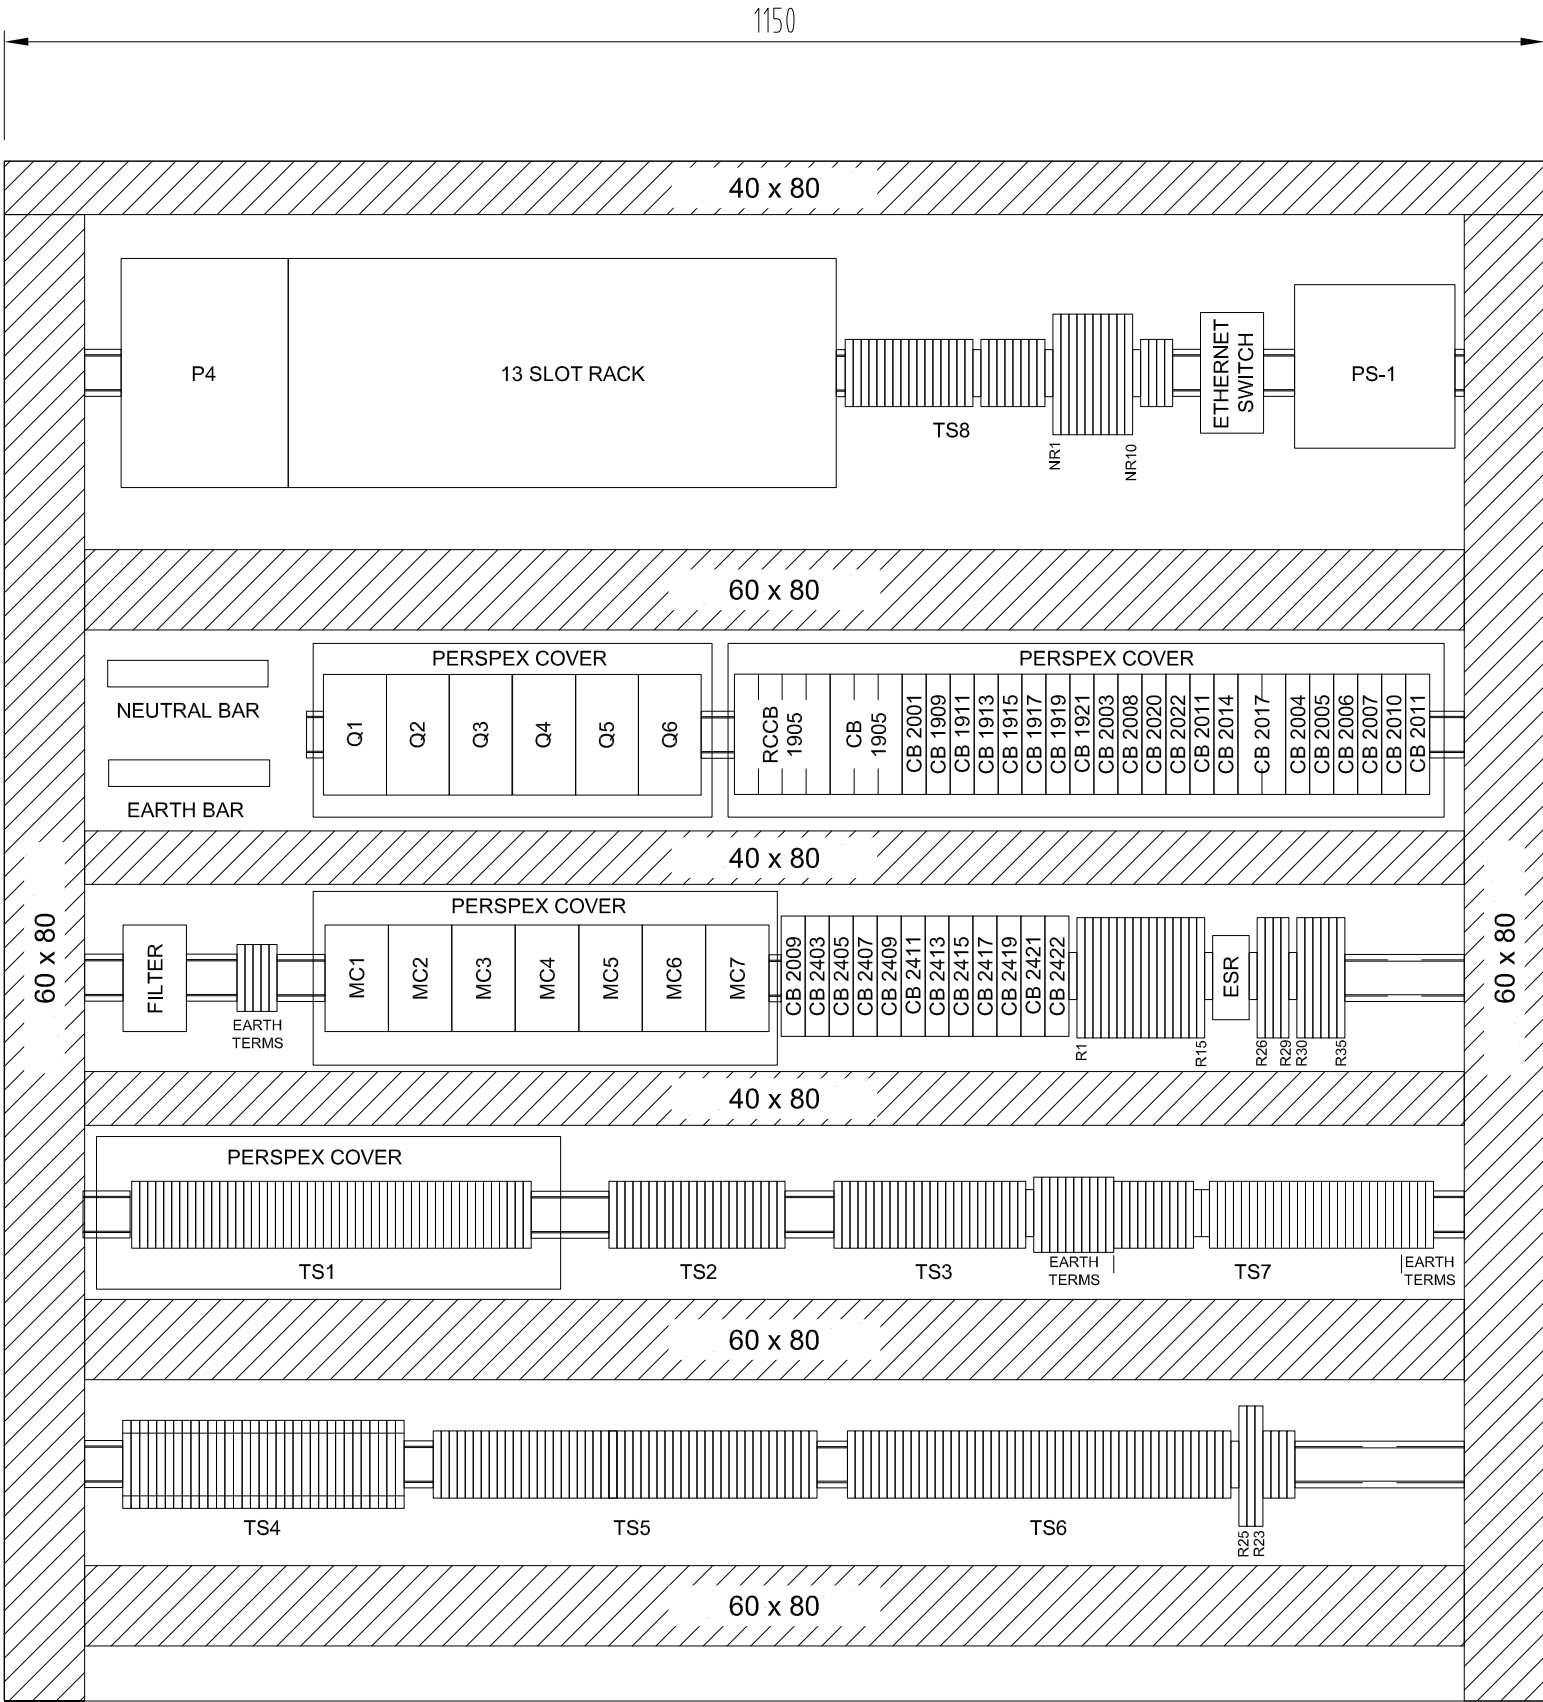 1150
40 x 80
P4
13 SLOT RACK
TS8
NR1
NR10
ETHERNET
SWITCH
PS-1
60 x 80
NEUTRAL BAR
EARTH BAR
PERSPEX COVER
Q1
Q2
Q3
Q4
Q5
Q6
PERSPEX COVER
RCCB
1905
CB
1905
CB 2001
CB 1909
CB 1911
CB 1913
CB 1915
CB 1917
CB 1919
CB 1921
CB 2003
CB 2008
CB 2020
CB 2022
CB 2011
CB 2014
CB 2017
CB 2004
CB 2005
CB 2006
CB 2007
CB 2010
CB 2011
40 x 80
60 x 80
60 x 80
FILTER
EARTH
TERMS
PERSPEX COVER
MC1
MC2
MC3
MC4
MC5
MC6
MC7
CB 2009
CB 2403
CB 2405
CB 2407
CB 2409
CB 2411
CB 2413
CB 2415
CB 2417
CB 2419
CB 2421
CB 2422
R1
R15
ESR
R26
R29
R30
R35
40 x 80
PERSPEX COVER
TS1
TS2
TS3
EARTH
TERMS
TS7
EARTH
TERMS
60 x 80
TS4
TS5
TS6
R25
R23
60 x 80